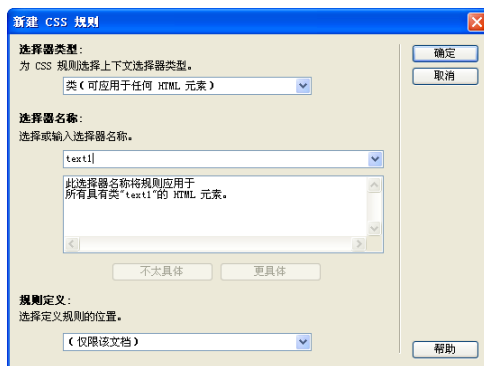 新建 CSS 规则
选择器类型:
为 CSS 规则选择上下文选择器类型。
类(可应用于任何 HTML 元素)
选择器名称:
选择或输入选择器名称。
text1
此选择器名称将规则应用于
所有具有类“text1”的 HTML 元素。
不太具体
更具体
规则定义:
选择定义规则的位置。
(仅限该文档)
确定
取消
帮助